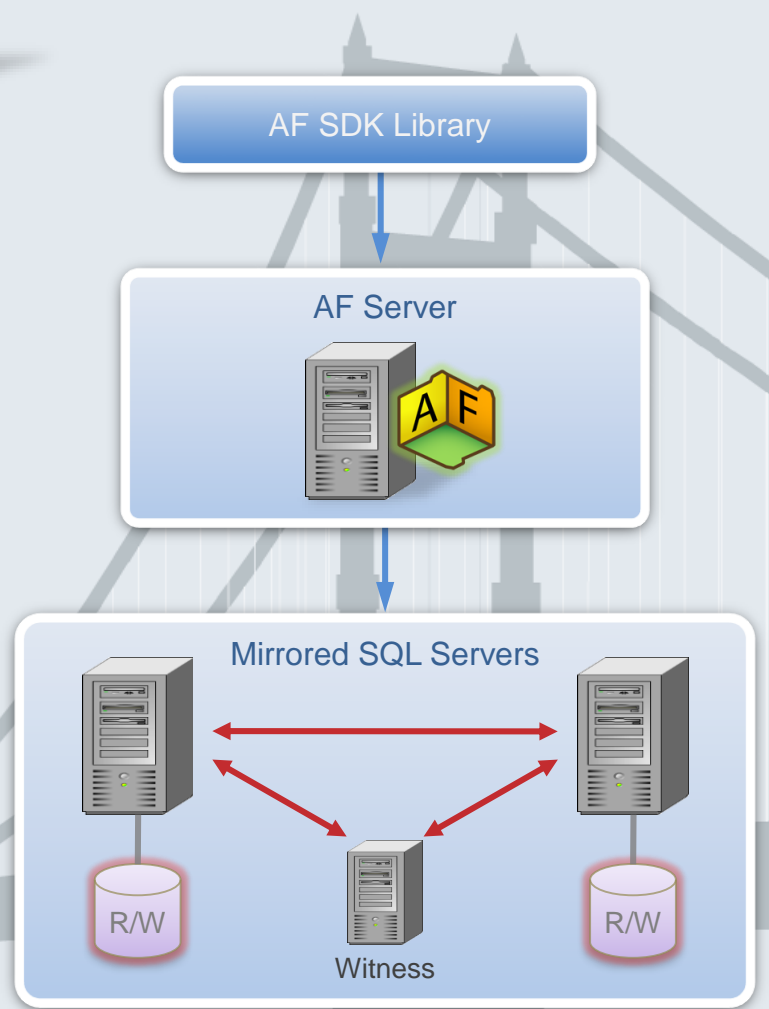 AF SDK Library
AF Server
A F
Mirrored SQL Servers
R/W
R/W
Witness